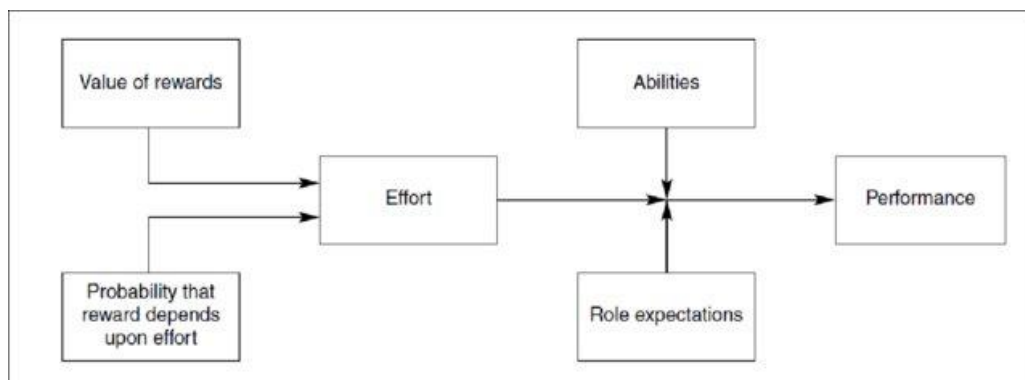 Value of rewards
Abilities
Effort
Performance
Probability that
reward depends
upon effort
Role expectations